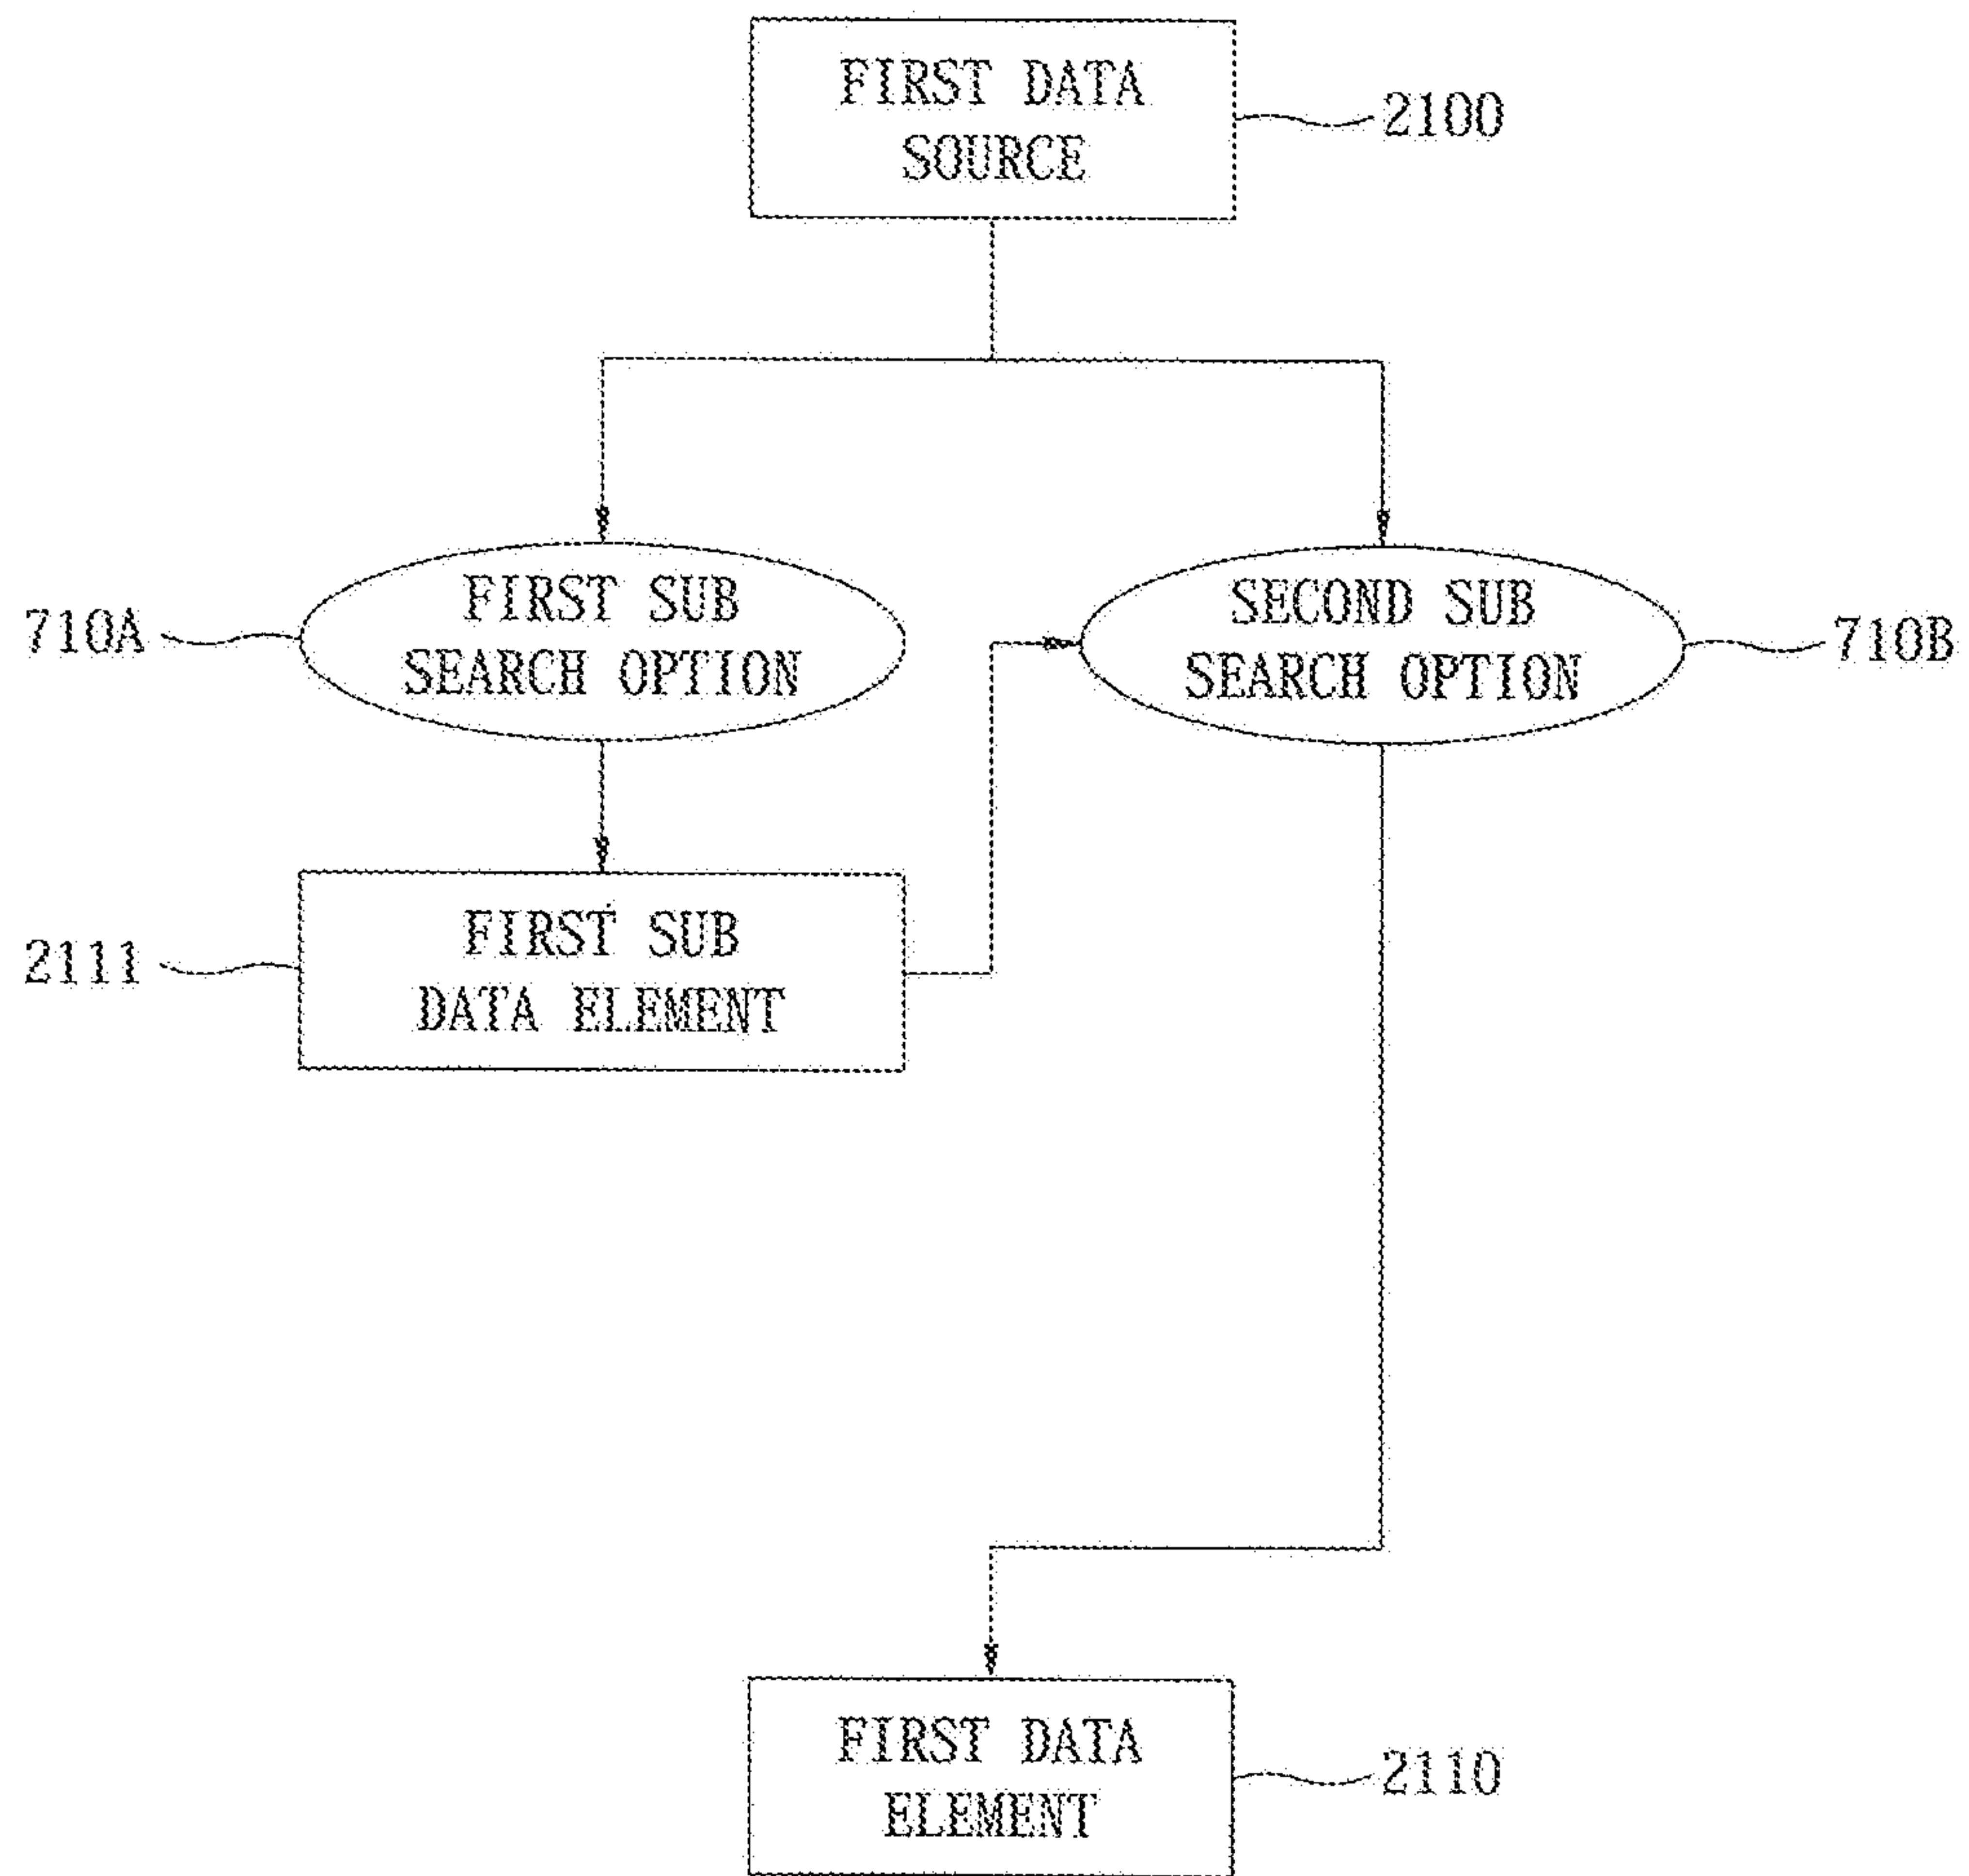 FIRST DATA
SOURCE
2100
FIRST SUB
SEARCH OPTION
710A
SECOND SUB
SEARCH OPTION
710B
FIRST SUB
DATA ELEMENT
2111
FIRST DATA
ELEMENT
2110